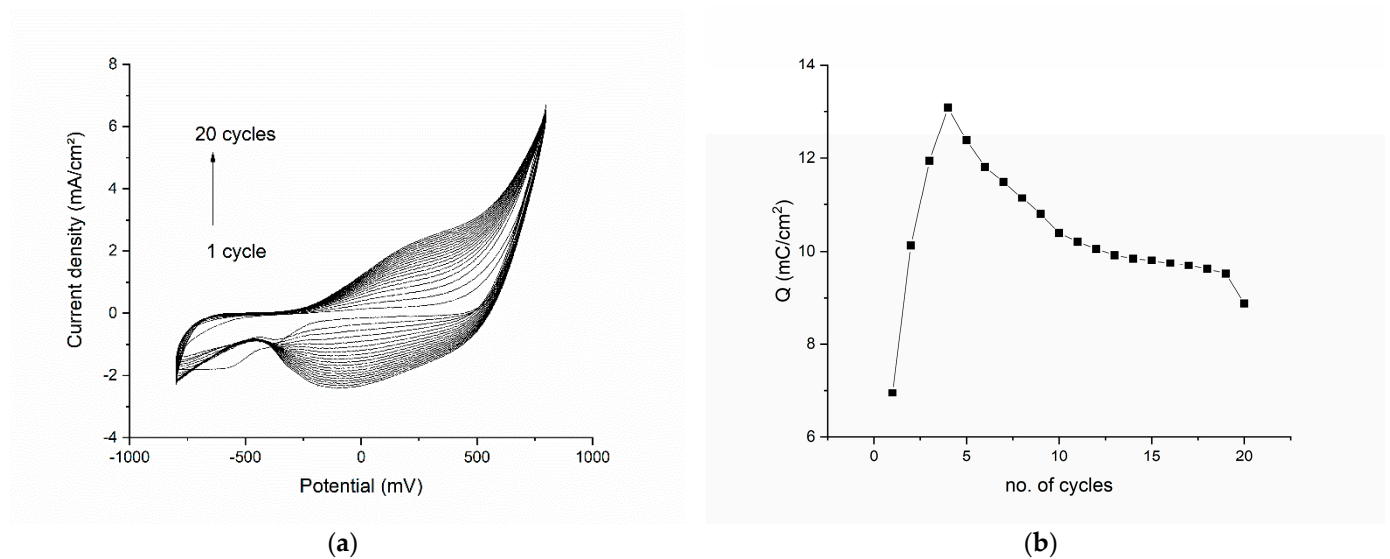 8
6
4
2
0
-2
-4
Current density (mA/cm²)
20 cycles
1 cycle
-1000
-500
0
500
1000
Potential (mV)
(a)
14
12
10
8
6
Q (mC/cm²)
0
5
10
15
20
no. of cycles
(b)